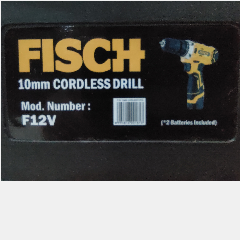 FISCH
10mm CORDLESS DRILL
Mod. Number :
F12V
(*2 Batteries Included)